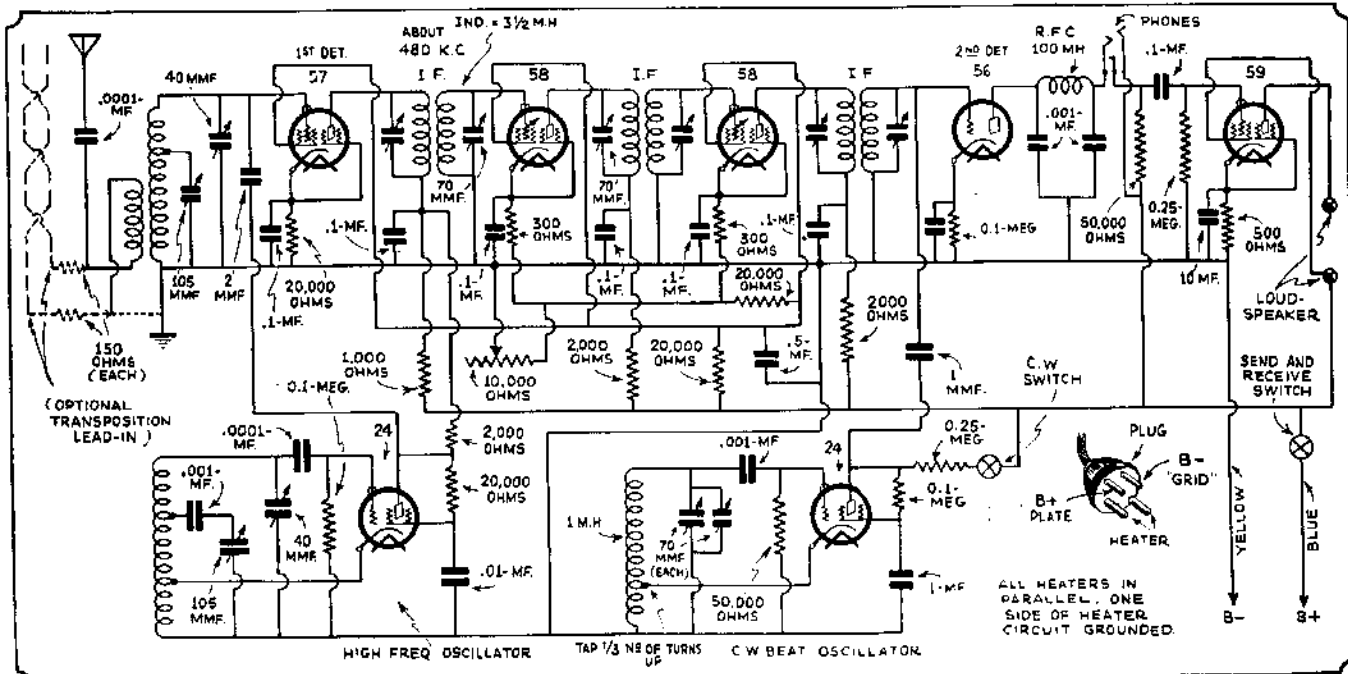 IND. = 3 1/2 M.H
ABOUT
480 K.C
1ST DET.
57
I F.
58
I.F
58
I F
2ND DET
56
R.F.C
100 MH
PHONES
.1-MF.
59
40 MMF
.0001-
MF.
.001-
MF.
70
MMF.
70
MMF.
.1-MF.
300
OHMS
300
OHMS
.1-MF.
0.1-MEG
50,000
OHMS
0.25-
MEG.
500
OHMS
10 MF.
105
MMF
2
MMF
20,000
OHMS
.1-MF.
.1-
MF.
.1-
MF.
.1-
MF.
20,000
OHMS
2000
OHMS
LOUD-
SPEAKER
150
OHMS
(EACH)
1,000
OHMS
10,000
OHMS
2,000
OHMS
20,000
OHMS
.5-
MF.
1
MMF.
C.W
SWITCH
SEND AND
RECEIVE
SWITCH
(OPTIONAL
TRANSPOSITION
LEAD-IN)
0.1-MEG.
.0001-
MF.
24
2,000
OHMS
20,000
OHMS
.001-MF
24
0.25-
MEG
0.1-
MEG
PLUG
B-
"GRID"
B+
PLATE
HEATER
.001-
MF.
40
MMF
105
MMF.
.01-MF.
1 M.H
70
MMF
(EACH)
50,000
OHMS
.1-MF
YELLOW
BLUE
ALL HEATERS IN
PARALLEL. ONE
SIDE OF HEATER
CIRCUIT GROUNDED.
B-
B+
HIGH FREQ OSCILLATOR
TAP 1/3 NO OF TURNS
UP
C W BEAT OSCILLATOR